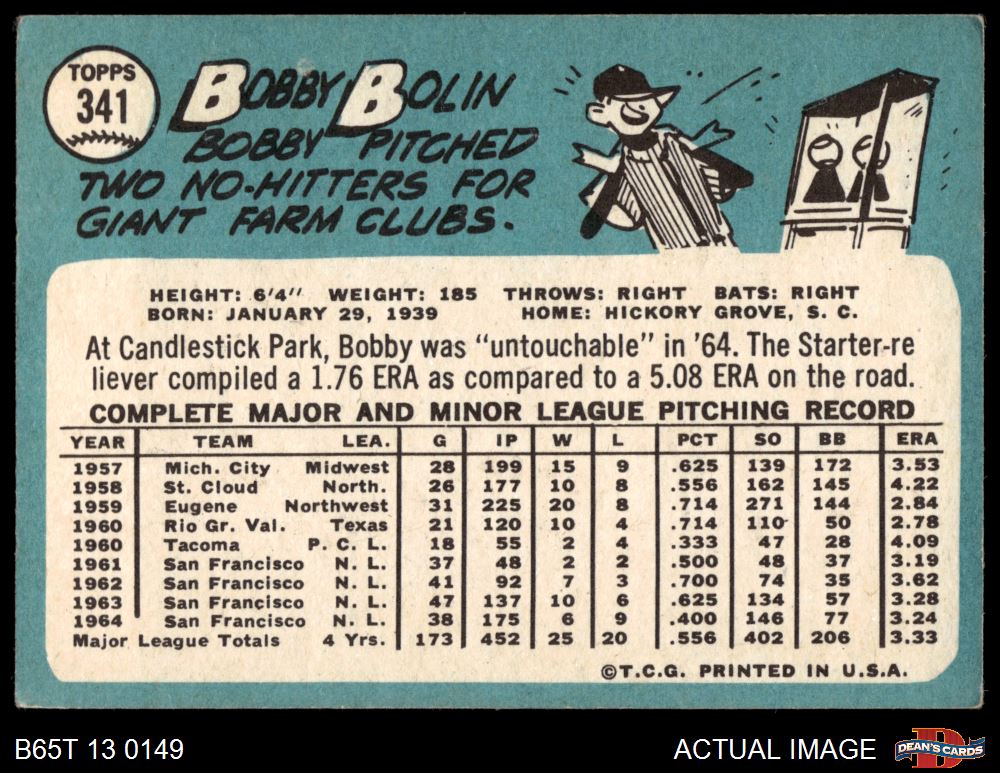 TOPPS
341
BOBBY BOLIN
BOBBY PITCHED
TWO NO-HITTERS FOR
GIANT FARM CLUBS.
HEIGHT: 6'4" WEIGHT: 185 THROWS: RIGHT BATS: RIGHT
BORN: JANUARY 29, 1939 HOME: HICKORY GROVE, S. C.
At Candlestick Park, Bobby was "untouchable" in '64. The Starter-re
liever compiled a 1.76 ERA as compared to a 5.08 ERA on the road.
COMPLETE MAJOR AND MINOR LEAGUE PITCHING RECORD
YEAR TEAM LEA. G IP W L PCT SO BB ERA
1957 Mich. City Midwest 28 199 15 9 .625 139 172 3.53
1958 St. Cloud North. 26 177 10 8 .556 162 145 4.22
1959 Eugene Northwest 31 225 20 8 .714 271 144 2.84
1960 Rio Gr. Val. Texas 21 120 10 4 .714 110 50 2.78
1960 Tacoma P. C. L. 18 55 2 4 .333 47 28 4.09
1961 San Francisco N. L. 37 48 2 2 .500 48 37 3.19
1962 San Francisco N. L. 41 92 7 3 .700 74 35 3.62
1963 San Francisco N. L. 47 137 10 6 .625 134 57 3.28
1964 San Francisco N. L. 38 175 6 9 .400 146 77 3.24
Major League Totals 4 Yrs. 173 452 25 20 .556 402 206 3.33
©T.C.G. PRINTED IN U.S.A.
B65T 13 0149 ACTUAL IMAGE
D
DEAN'S CARDS